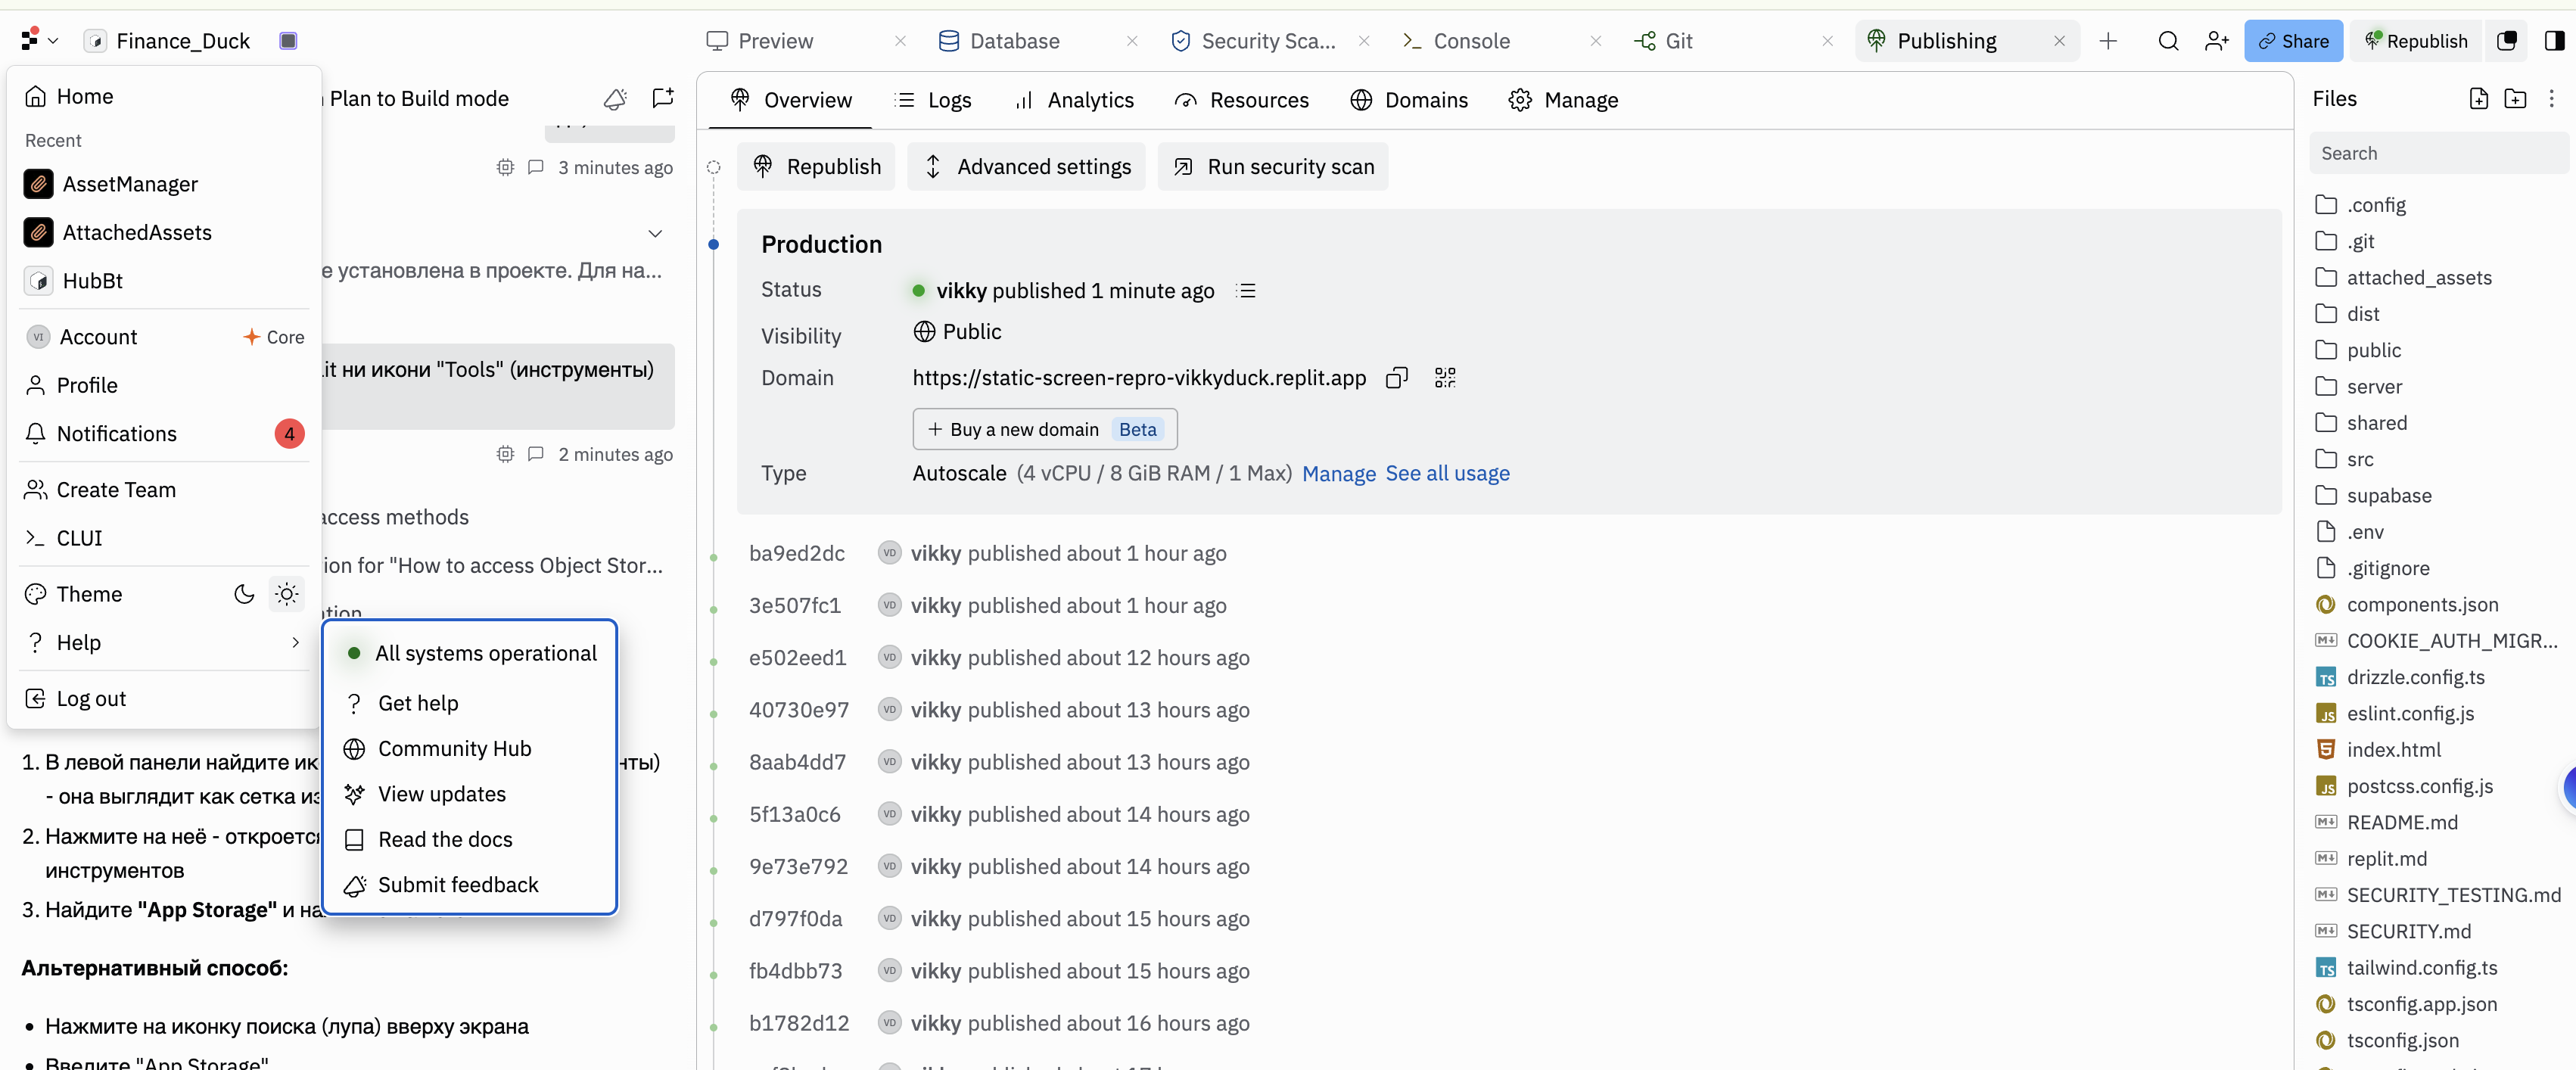 Finance_Duck
Preview
Database
Security Sca...
Console
Git
Publishing
Share
Republish
Home
Recent
AssetManager
AttachedAssets
HubBt
Account
Core
Profile
Notifications
4
Create Team
CLUI
Theme
Help
Log out
Plan to Build mode
3 minutes ago
е установлена в проекте. Для на...
it ни икони "Tools" (инструменты)
2 minutes ago
access methods
ion for "How to access Object Stor...
All systems operational
Get help
Community Hub
View updates
Read the docs
Submit feedback
1. В левой панели найдите
нты)
- она выглядит как сетка
2. Нажмите на неё -
инструментов
3. Найдите "App Storage" и
Альтернативный способ:
• Нажмите на иконку поиска (лупа) вверху экрана
• Введите "App Storage"
Overview
Logs
Analytics
Resources
Domains
Manage
Republish
Advanced settings
Run security scan
Production
Status
vikky published 1 minute ago
Visibility
Public
Domain
https://static-screen-repro-vikkyduck.replit.app
+ Buy a new domain Beta
Type
Autoscale (4 vCPU / 8 GiB RAM / 1 Max) Manage See all usage
ba9ed2dc VD vikky published about 1 hour ago
3e507fc1 VD vikky published about 1 hour ago
e502eed1 VD vikky published about 12 hours ago
40730e97 VD vikky published about 13 hours ago
8aab4dd7 VD vikky published about 13 hours ago
5f13a0c6 VD vikky published about 14 hours ago
9e73e792 VD vikky published about 14 hours ago
d797f0da VD vikky published about 15 hours ago
fb4dbb73 VD vikky published about 15 hours ago
b1782d12 VD vikky published about 16 hours ago
Files
Search
.config
.git
attached_assets
dist
public
server
shared
src
supabase
.env
.gitignore
components.json
COOKIE_AUTH_MIGR...
drizzle.config.ts
eslint.config.js
index.html
postcss.config.js
README.md
replit.md
SECURITY_TESTING.md
SECURITY.md
tailwind.config.ts
tsconfig.app.json
tsconfig.json